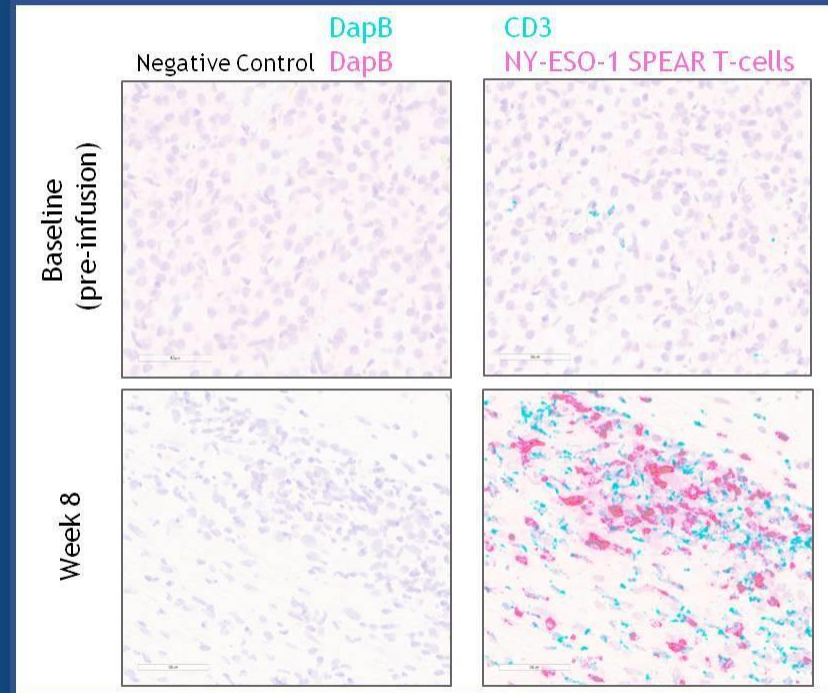 DapB
CD3
Negative Control DapB
NY-ESO-1 SPEAR T-cells
Baseline
(pre-infusion)
Week 8